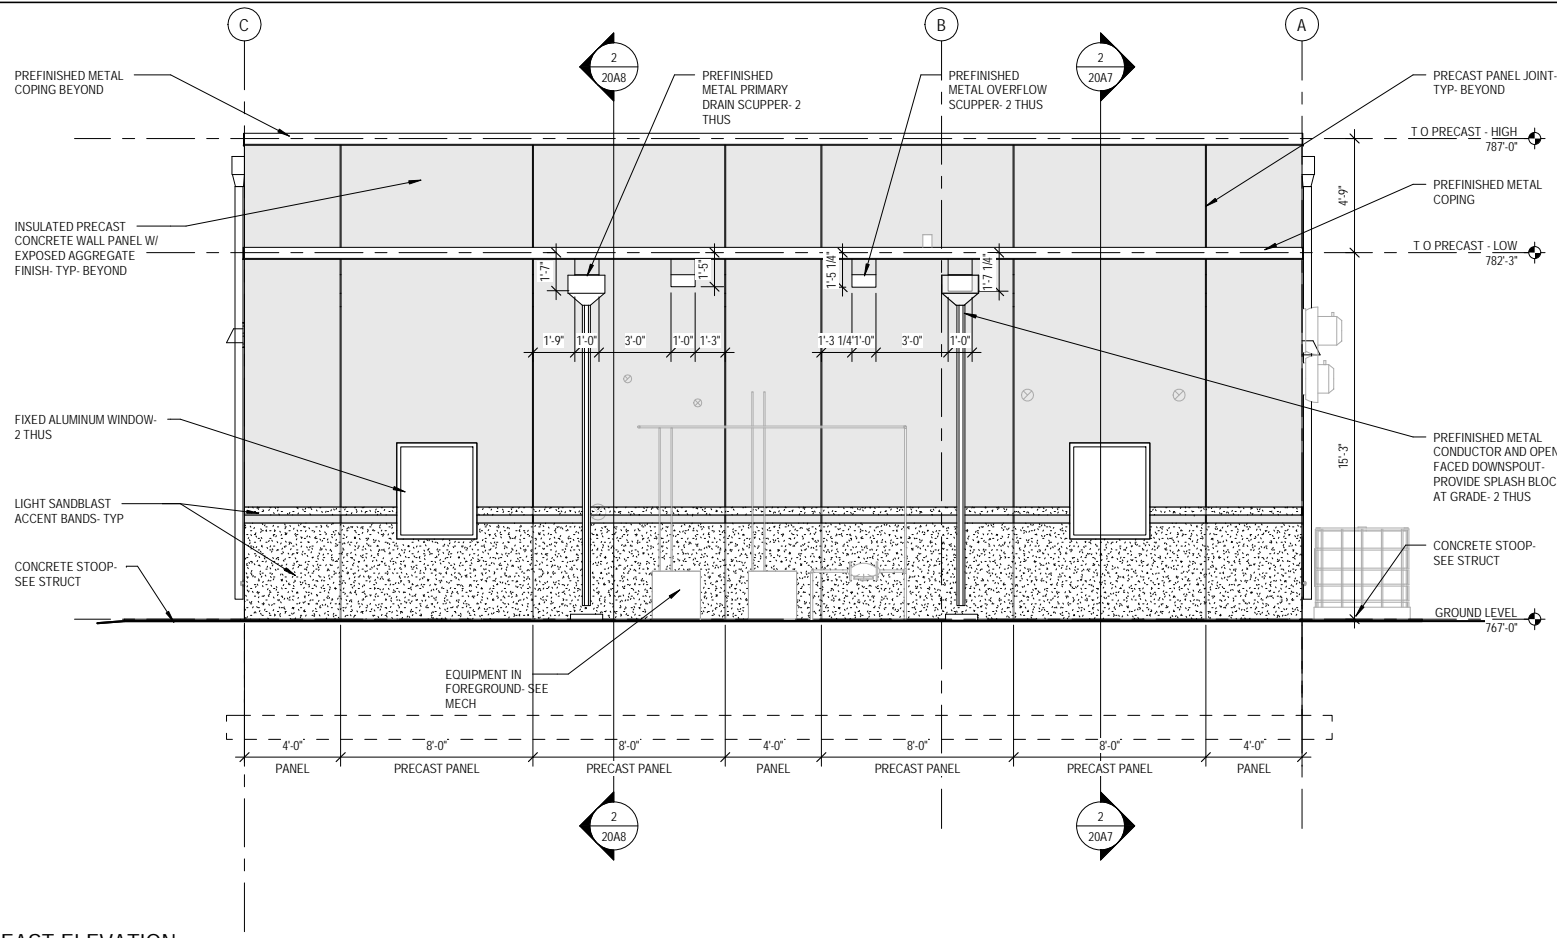 C
B
A
2
20A8
2
20A7
PREFINISHED METAL
COPING BEYOND
PREFINISHED
METAL PRIMARY
DRAIN SCUPPER- 2
THUS
PREFINISHED
METAL OVERFLOW
SCUPPER- 2 THUS
PRECAST PANEL JOINT-
TYP- BEYOND
T O PRECAST - HIGH
787'-0"
PREFINISHED METAL
COPING
4'-9"
INSULATED PRECAST
CONCRETE WALL PANEL W/
EXPOSED AGGREGATE
FINISH- TYP- BEYOND
T O PRECAST - LOW
782'-3"
1'-7"
1'-5"
1'-5 1/4"
1'-7 1/4"
1'-9"
1'-0"
3'-0"
1'-0"
1'-3"
1'-3 1/4"
1'-0"
3'-0"
1'-0"
FIXED ALUMINUM WINDOW-
2 THUS
PREFINISHED METAL
CONDUCTOR AND OPEN
FACED DOWNSPOUT-
PROVIDE SPLASH BLOC
AT GRADE- 2 THUS
15'-3"
LIGHT SANDBLAST
ACCENT BANDS- TYP
CONCRETE STOOP-
SEE STRUCT
CONCRETE STOOP-
SEE STRUCT
GROUND LEVEL
767'-0"
EQUIPMENT IN
FOREGROUND- SEE
MECH
4'-0"
8'-0"
8'-0"
4'-0"
8'-0"
8'-0"
4'-0"
PANEL
PRECAST PANEL
PRECAST PANEL
PANEL
PRECAST PANEL
PRECAST PANEL
PANEL
2
20A8
2
20A7
EAST ELEVATION